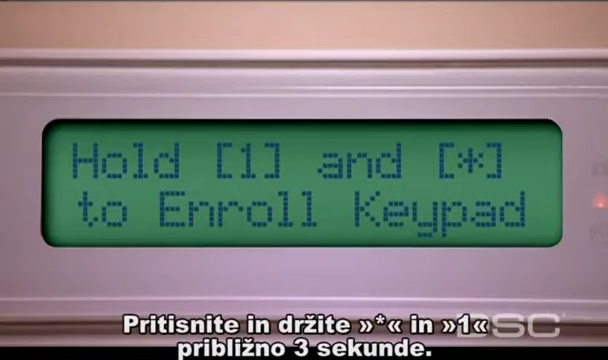 Hold [1] and [*]
to Enroll Keypad
Pritisnite in držite »*« in »1«
DSC
približno 3 sekunde.